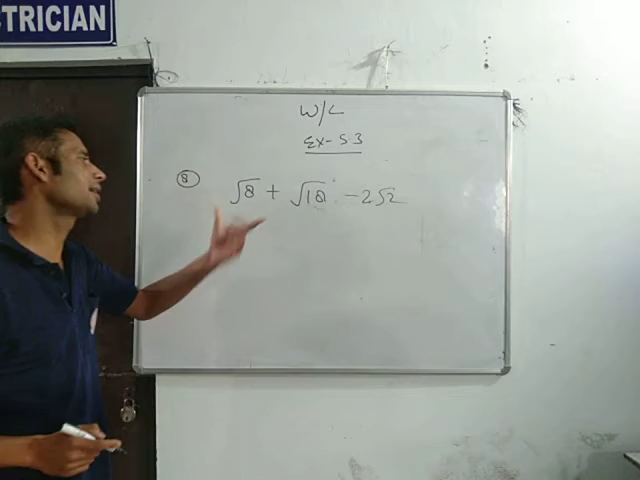 TRICIAN
W/C
Ex-5.3
⑧ √8 + √18 - 2√2